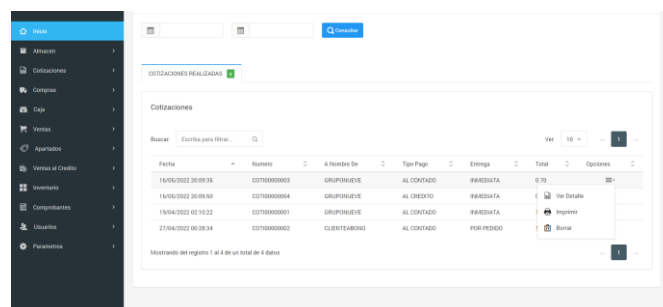 Inicio
Almacen
Cotizaciones
Compras
Caja
Ventas
Apartados
Ventas al Credito
Inventario
Comprobantes
Usuarios
Parametros
Consultar
COTIZACIONES REALIZADAS
Cotizaciones
Buscar: Escriba para filtrar... Ver 10 1
Fecha Numero A Nombre De Tipo Pago Entrega Total Opciones
16/05/2022 20:09:35 COTI00000003 GRUPONUEVE AL CONTADO INMEDIATA 0.70
16/05/2022 20:09:50 COTI00000004 GRUPONUEVE AL CREDITO INMEDIATA
19/04/2022 02:10:22 COTI00000001 GRUPONUEVE AL CONTADO INMEDIATA
27/04/2022 00:28:34 COTI00000002 CLIENTEABONO AL CONTADO POR PEDIDO
Ver Detalle
Imprimir
Borrar
Mostrando del registro 1 al 4 de un total de 4 datos 1